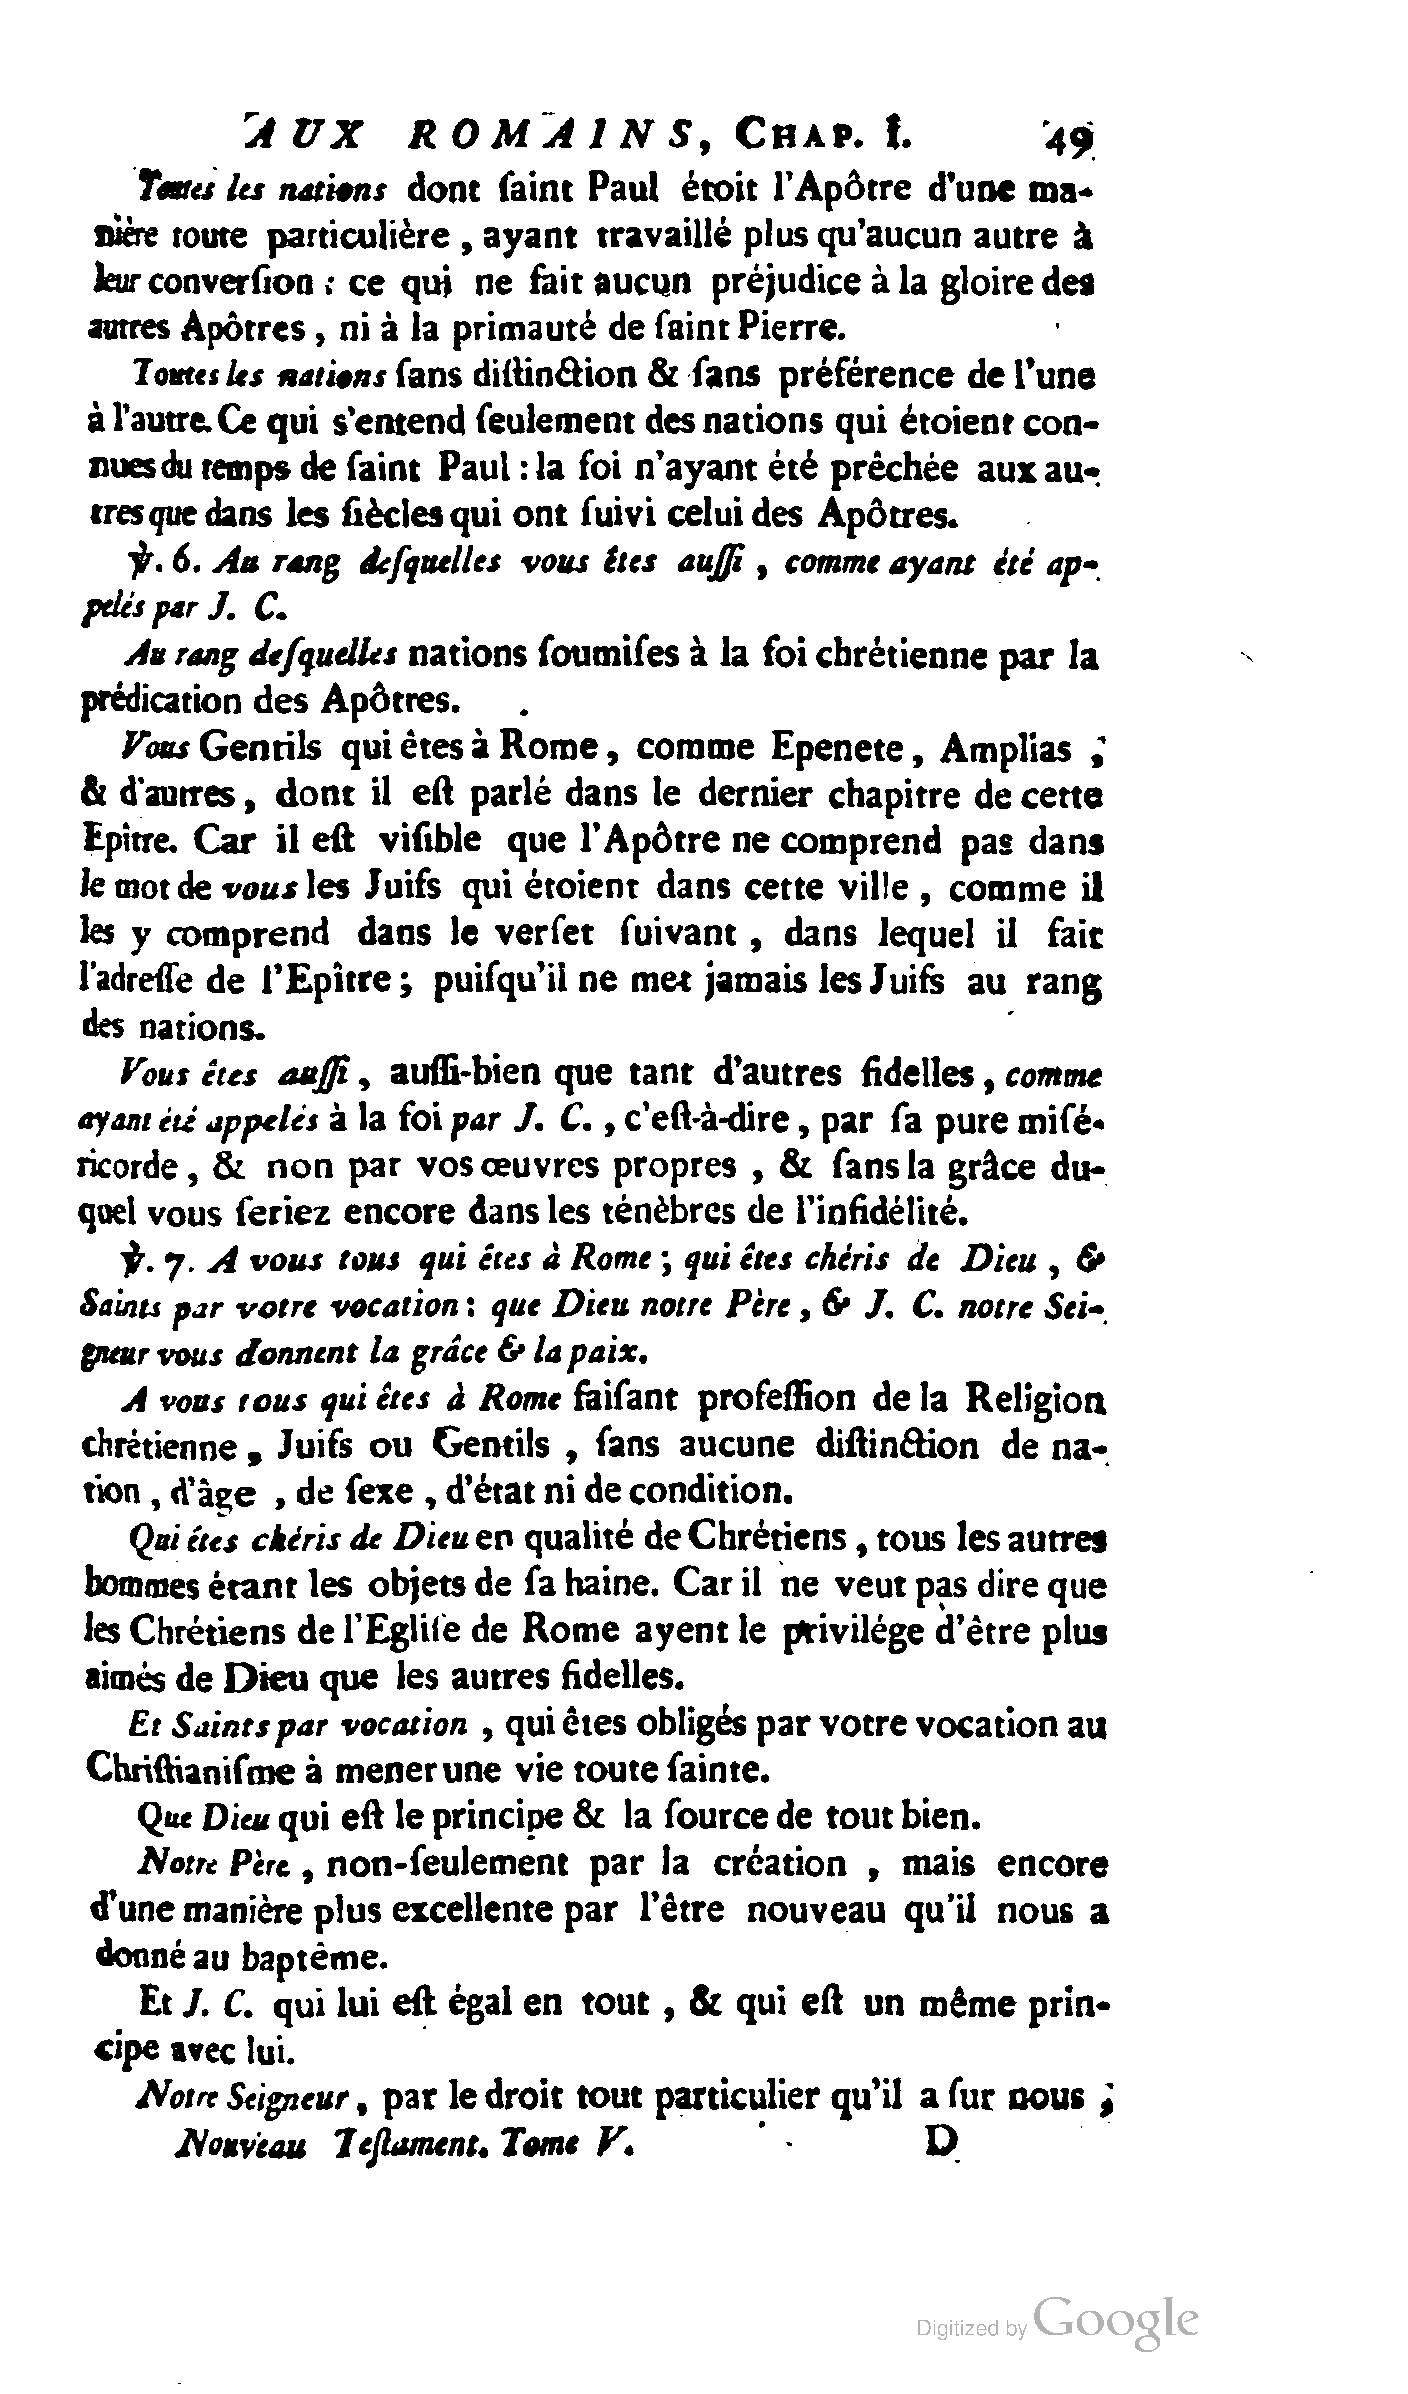 AUX ROMAINS, CHAP. I. 49
Toutes les nations dont ſaint Paul étoit l'Apôtre d'une ma-
nière toute particulière, ayant travaillé plus qu'aucun autre à
leur converſion : ce qui ne fait aucun préjudice à la gloire des
autres Apôtres, ni à la primauté de ſaint Pierre.
Toutes les nations ſans diſtinction & ſans préférence de l'une
à l'autre. Ce qui s'entend ſeulement des nations qui étoient con-
nues du temps de ſaint Paul : la foi n'ayant été prêchée aux au-
tres que dans les ſiècles qui ont ſuivi celui des Apôtres.
℣. 6. Au rang deſquelles vous êtes auſſi, comme ayant été ap-
pelés par J. C.
Au rang deſquelles nations ſoumiſes à la foi chrétienne par la
prédication des Apôtres.
Vous Gentils qui êtes à Rome, comme Epenete, Amplias ;
& d'autres, dont il eſt parlé dans le dernier chapitre de cette
Epître. Car il eſt viſible que l'Apôtre ne comprend pas dans
le mot de vous les Juifs qui étoient dans cette ville, comme il
les y comprend dans le verſet ſuivant, dans lequel il fait
l'adreſſe de l'Epître ; puiſqu'il ne met jamais les Juifs au rang
des nations.
Vous êtes auſſi, auſſi-bien que tant d'autres fidelles, comme
ayant été appelés à la foi par J. C., c'eſt-à-dire, par ſa pure miſé-
ricorde, & non par vos œuvres propres, & ſans la grâce du-
quel vous ſeriez encore dans les ténèbres de l'infidélité.
℣. 7. A vous tous qui êtes à Rome ; qui êtes chéris de Dieu, &
Saints par votre vocation : que Dieu notre Père, & J. C. notre Sei-
gneur vous donnent la grâce & la paix.
A vous tous qui êtes à Rome faiſant profeſſion de la Religion
chrétienne, Juifs ou Gentils, ſans aucune diſtinction de na-
tion, d'âge, de ſexe, d'état ni de condition.
Qui êtes chéris de Dieu en qualité de Chrétiens, tous les autres
hommes étant les objets de ſa haine. Car il ne veut pas dire que
les Chrétiens de l'Egliſe de Rome ayent le privilége d'être plus
aimés de Dieu que les autres fidelles.
Et Saints par vocation, qui êtes obligés par votre vocation au
Chriſtianiſme à mener une vie toute ſainte.
Que Dieu qui eſt le principe & la ſource de tout bien.
Notre Père, non-ſeulement par la création, mais encore
d'une manière plus excellente par l'être nouveau qu'il nous a
donné au baptême.
Et J. C. qui lui eſt égal en tout, & qui eſt un même prin-
cipe avec lui.
Notre Seigneur, par le droit tout particulier qu'il a ſur nous ;
Nouveau Teſtament. Tome V. D
Digitized by Google